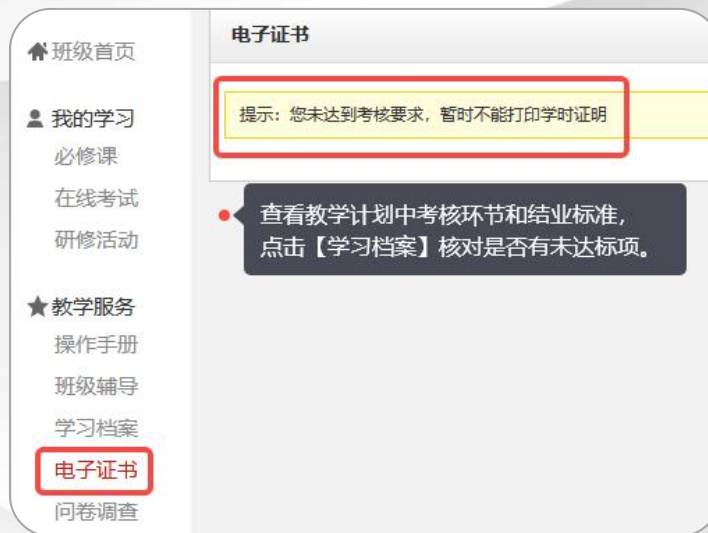 班级首页
我的学习
必修课
在线考试
研修活动
教学服务
操作手册
班级辅导
学习档案
电子证书
问卷调查
电子证书
提示：您未达到考核要求，暂时不能打印学时证明
查看教学计划中考核环节和结业标准，
点击【学习档案】核对是否有未达标项。